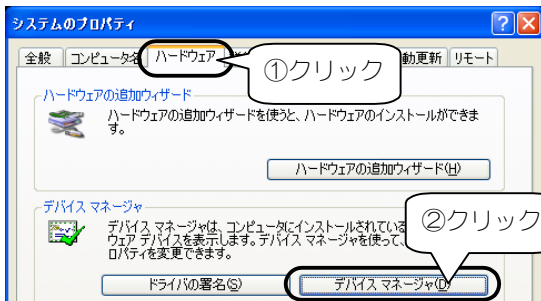 システムのプロパティ
全般 コンピュータ名 ハードウェア 動更新 リモート
①クリック
ハードウェアの追加ウィザード
ハードウェアの追加ウィザードを使うと、ハードウェアのインストールができま
す。
ハードウェアの追加ウィザード(H)
デバイス マネージャ
デバイス マネージャは、コンピュータにインストールされている
ウェア デバイスを表示します。デバイス マネージャを使って、
ロパティを変更できます。
②クリック
ドライバの署名(S) デバイス マネージャ(D)